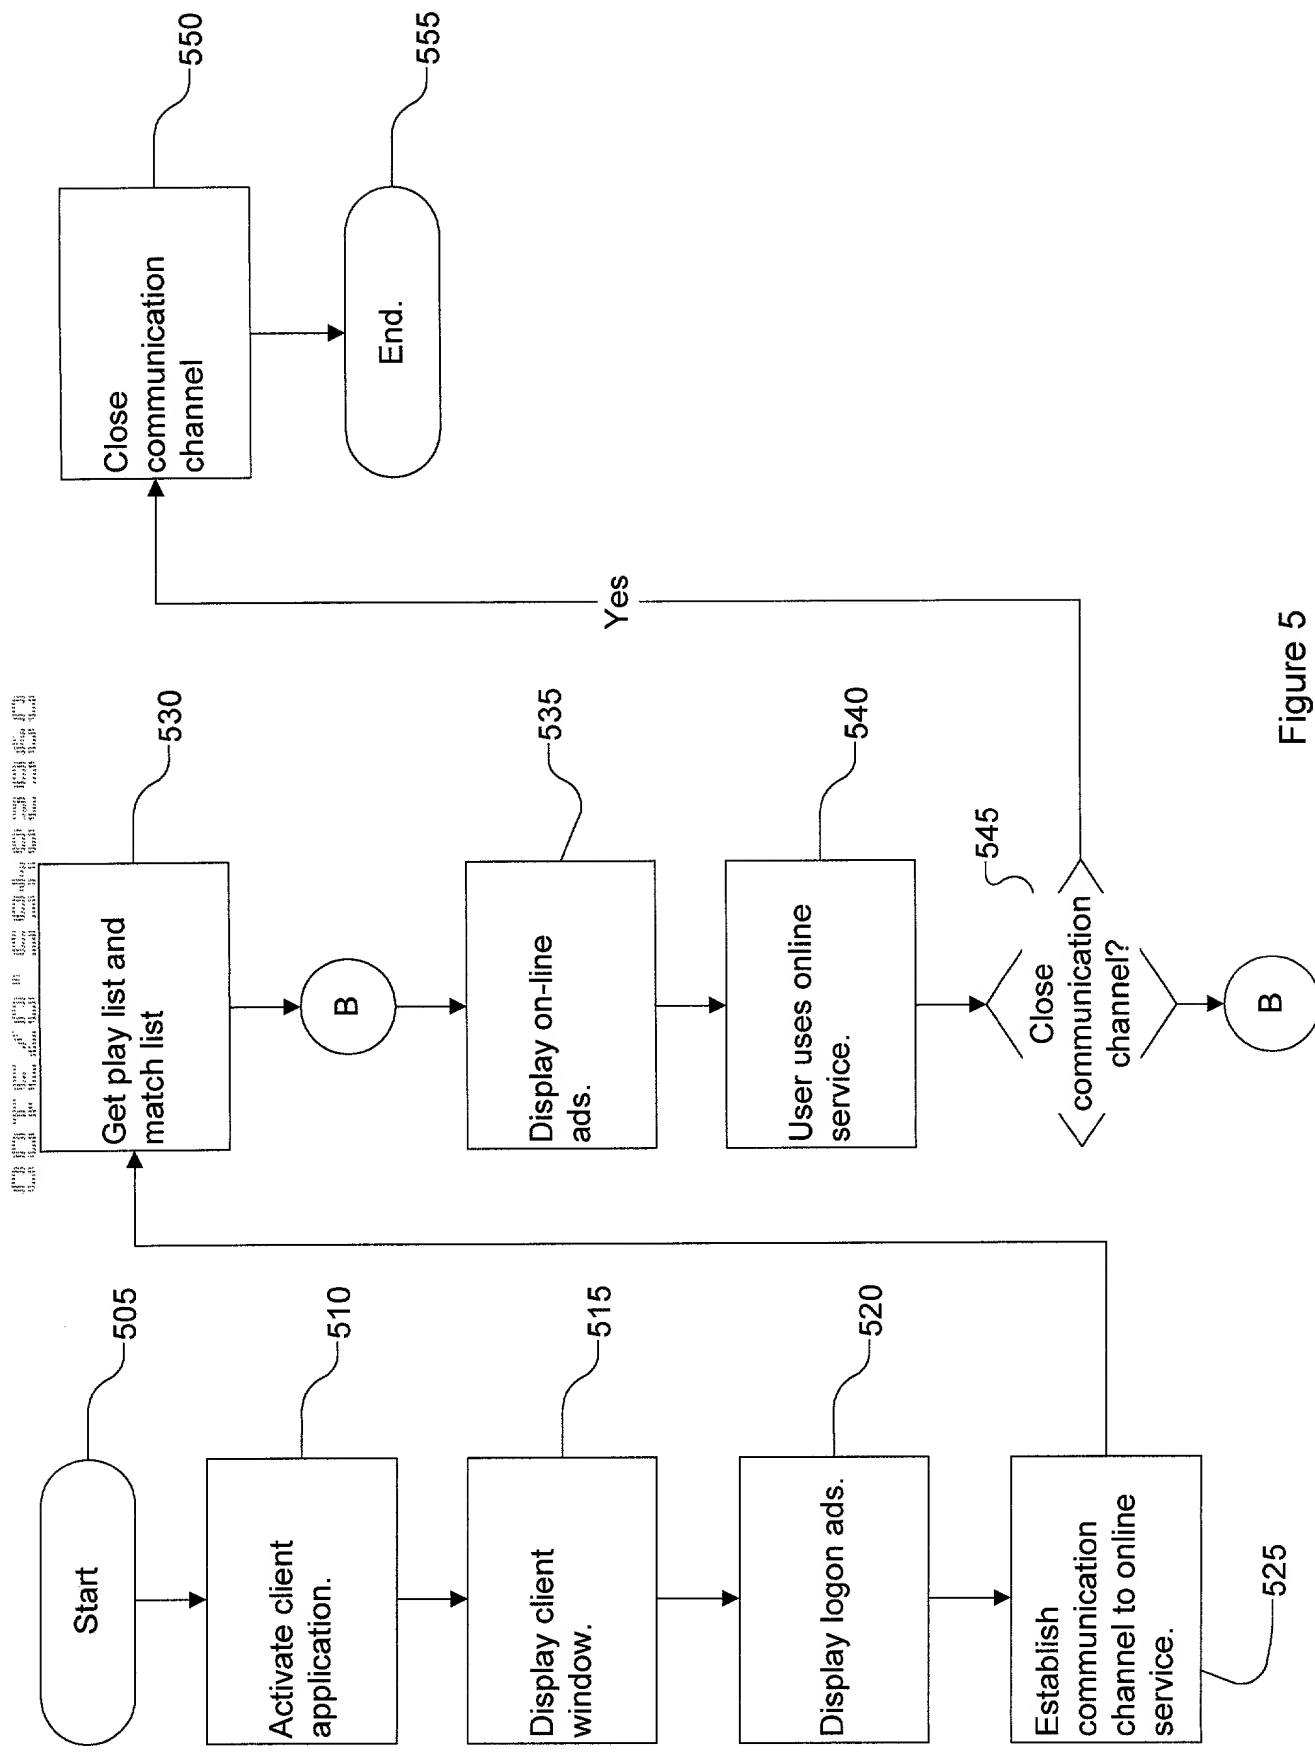 Start
505
Activate client
application.
510
Display client
window.
515
Display logon ads.
520
Establish
communication
channel to online
service.
525
Get play list and
match list
530
B
Display on-line
ads.
535
User uses online
service.
540
Close
communication
channel?
545
B
Yes
Close
communication
channel
550
End.
555
Figure 5